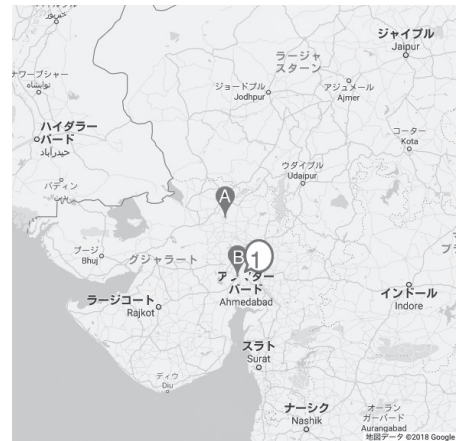 ジャイプル
Jaipur
ラージャ
スターン
ナワーブシャー
نوابشاه
ジョードプル
Jodhpur
アジュメール
Ajmer
ハイダラー
バード
حیدرآباد
コーター
Kota
ウダイプル
Udaipur
バディン
بدین
A
ブージ
Bhuj
グジャラート
B
1
バード
Ahmedabad
ラージコート
Rajkot
インドール
Indore
スラト
Surat
ディウ
Diu
ナーシク
Nashik
オーラン
ガーバード
Aurangabad
地図データ ©2018 Google